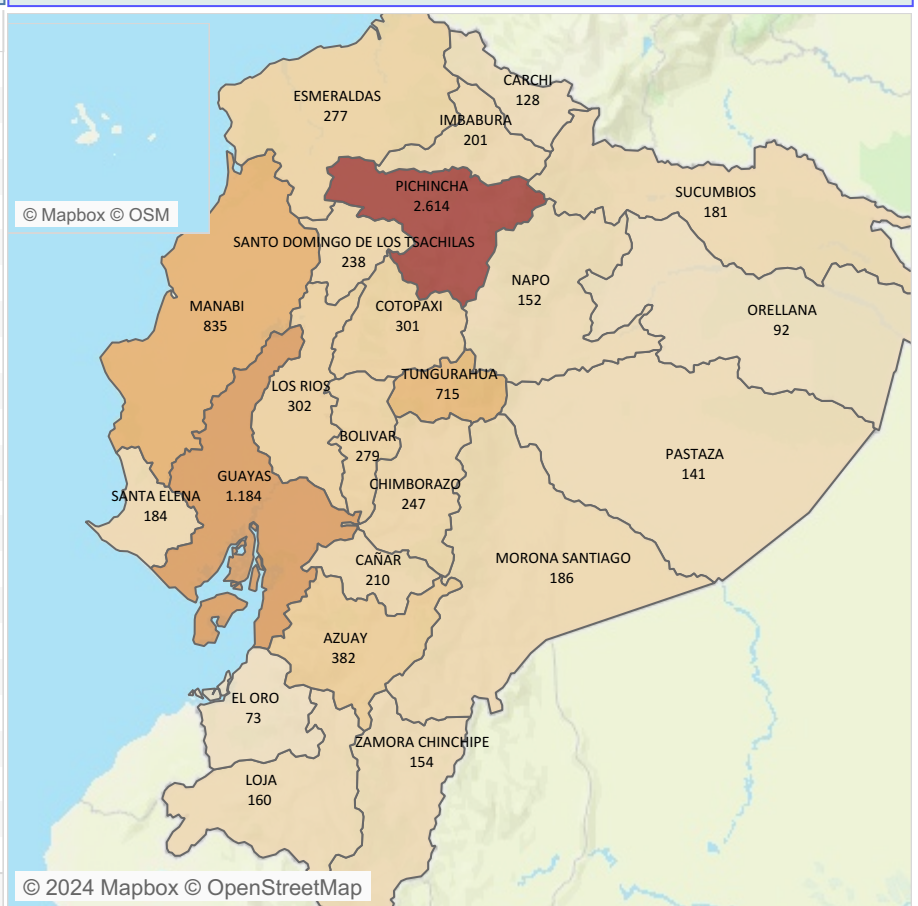 CARCHI
128
ESMERALDAS
277
IMBABURA
201
PICHINCHA
2.614
SUCUMBIOS
181
© Mapbox © OSM
SANTO DOMINGO DE LOS TSACHILAS
238
NAPO
152
MANABI
835
COTOPAXI
301
ORELLANA
92
TUNGURAHUA
715
LOS RIOS
302
BOLIVAR
279
PASTAZA
141
GUAYAS
1.184
CHIMBORAZO
247
SANTA ELENA
184
CAÑAR
210
MORONA SANTIAGO
186
AZUAY
382
EL ORO
73
ZAMORA CHINCHIPE
154
LOJA
160
© 2024 Mapbox © OpenStreetMap